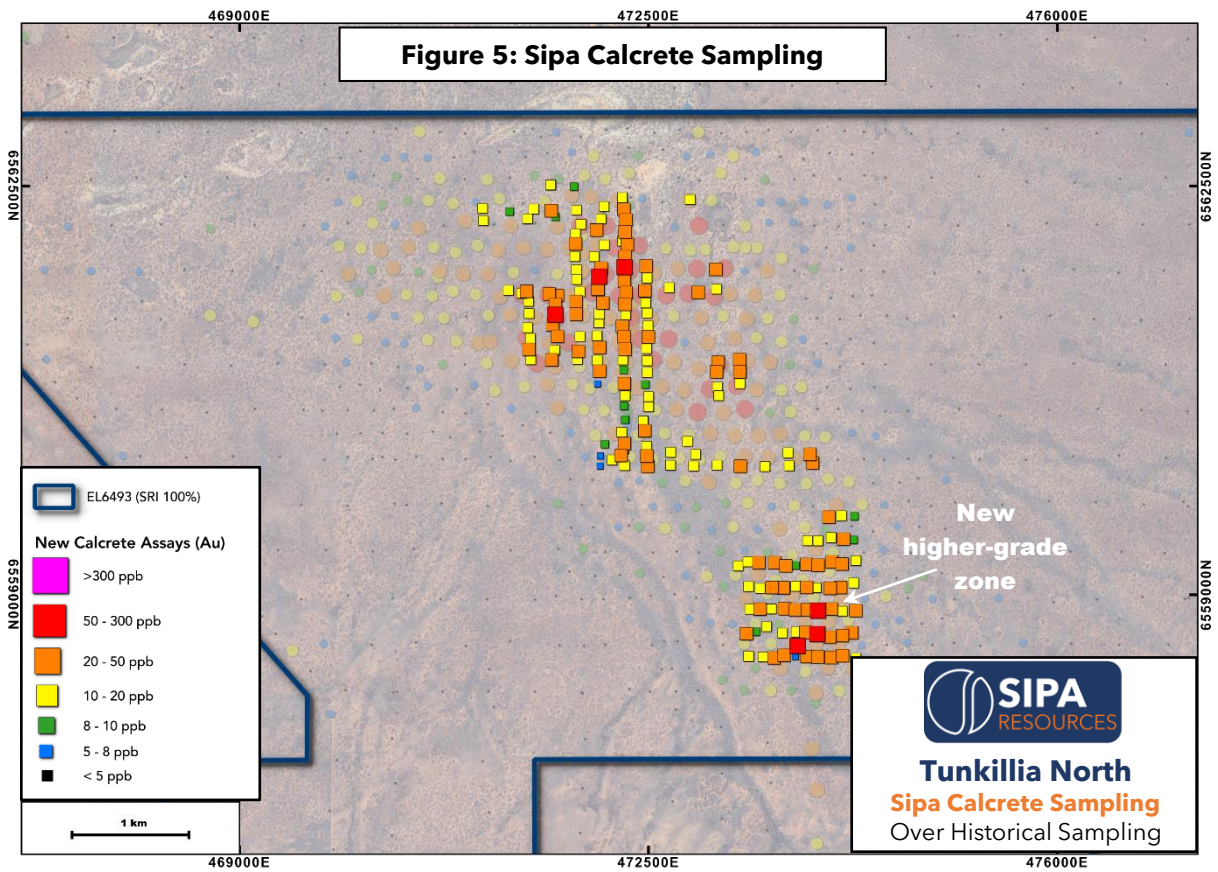 469000E
472500E
476000E
Figure 5: Sipa Calcrete Sampling
6562500N
6562500N
EL6493 (SRI 100%)
New Calcrete Assays (Au)
>300 ppb
50 - 300 ppb
20 - 50 ppb
10 - 20 ppb
8 - 10 ppb
5 - 8 ppb
< 5 ppb
1 km
New
higher-grade
zone
6559000N
6559000N
SIPA
RESOURCES
Tunkillia North
Sipa Calcrete Sampling
Over Historical Sampling
469000E
472500E
476000E